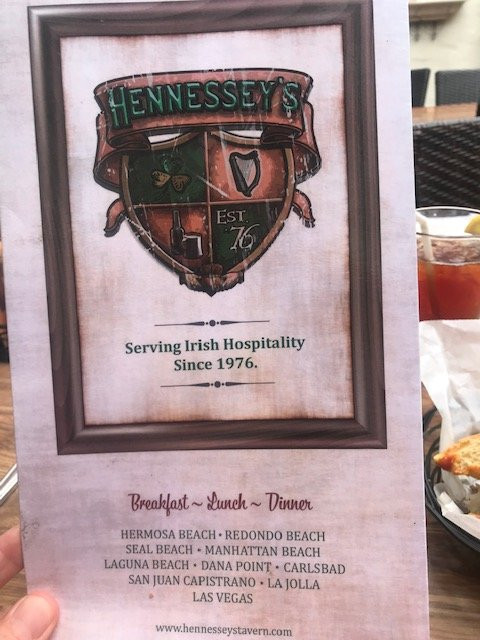 HENNESSEY'S
EST.
76
Serving Irish Hospitality
Since 1976.
Breakfast ~ Lunch ~ Dinner
HERMOSA BEACH • REDONDO BEACH
SEAL BEACH • MANHATTAN BEACH
LAGUNA BEACH • DANA POINT • CARLSBAD
SAN JUAN CAPISTRANO • LA JOLLA
LAS VEGAS
www.hennesseystavern.com